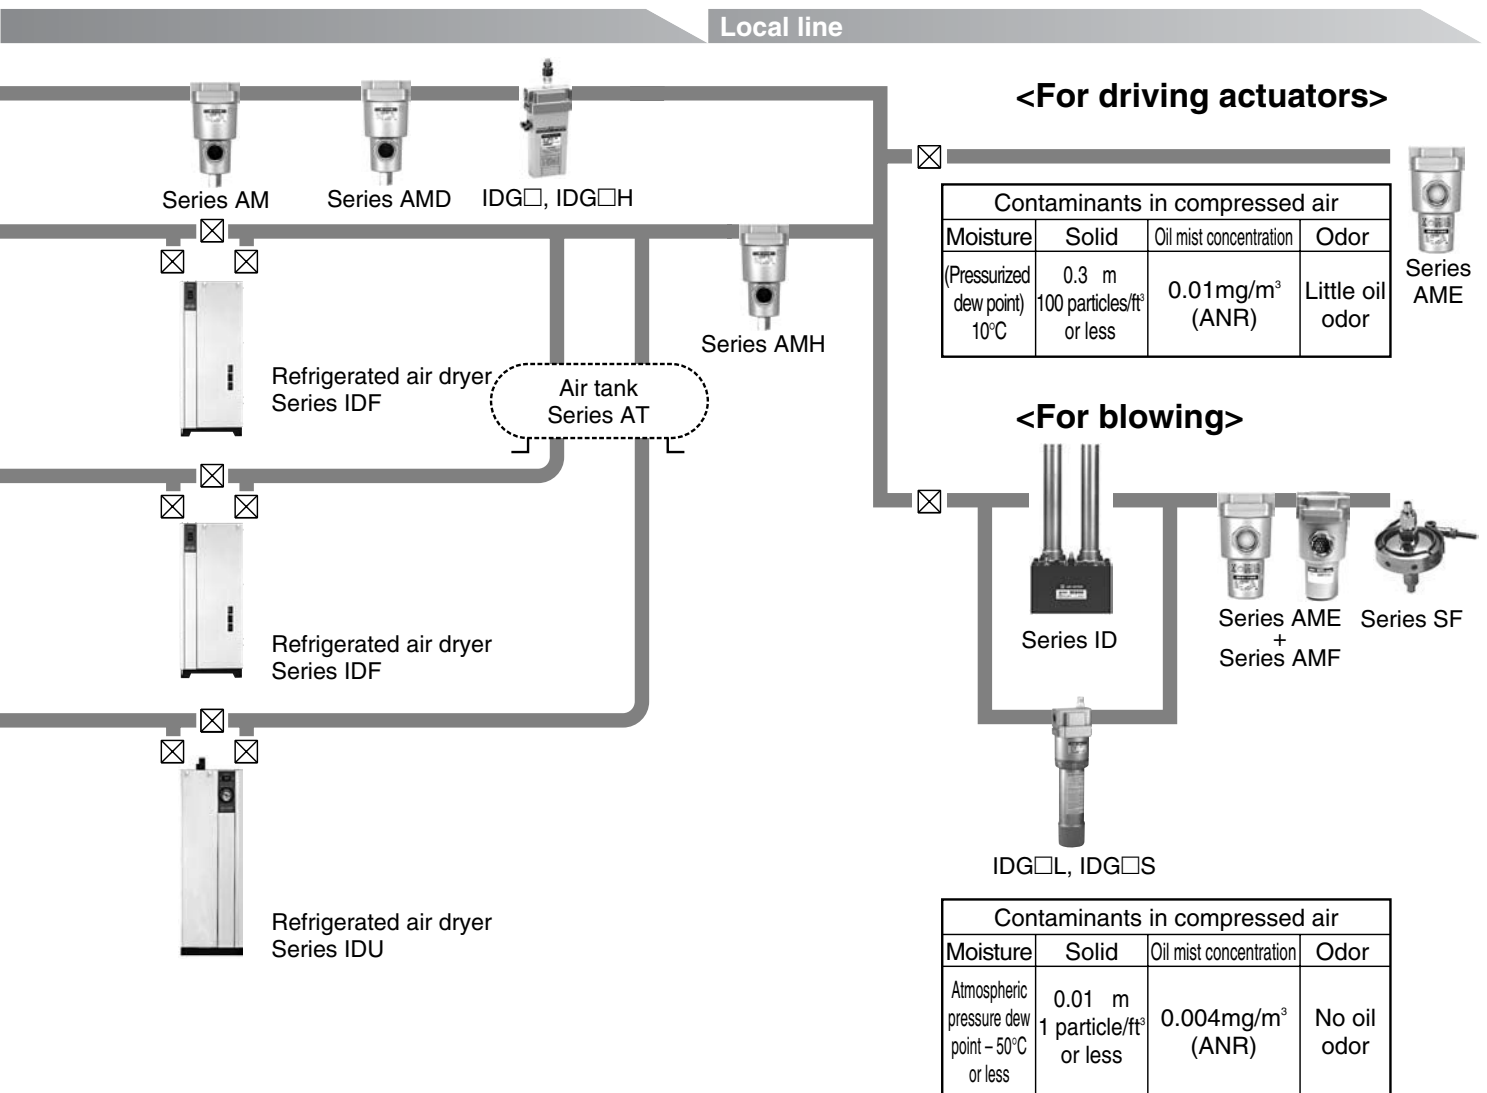 Local line
<For driving actuators>
Series AM
Series AMD
IDG□, IDG□H
Contaminants in compressed air
Moisture Solid Oil mist concentration Odor
(Pressurized
dew point)
10°C
0.3 m
100 particles/ft³
or less
0.01mg/m³
(ANR)
Little oil
odor
Series
AME
Series AMH
Refrigerated air dryer
Series IDF
Air tank
Series AT
<For blowing>
Series ID
Series AME
+
Series AMF
Series SF
Refrigerated air dryer
Series IDF
IDG□L, IDG□S
Refrigerated air dryer
Series IDU
Contaminants in compressed air
Moisture Solid Oil mist concentration Odor
Atmospheric
pressure dew
point – 50°C
or less
0.01 m
1 particle/ft³
or less
0.004mg/m³
(ANR)
No oil
odor